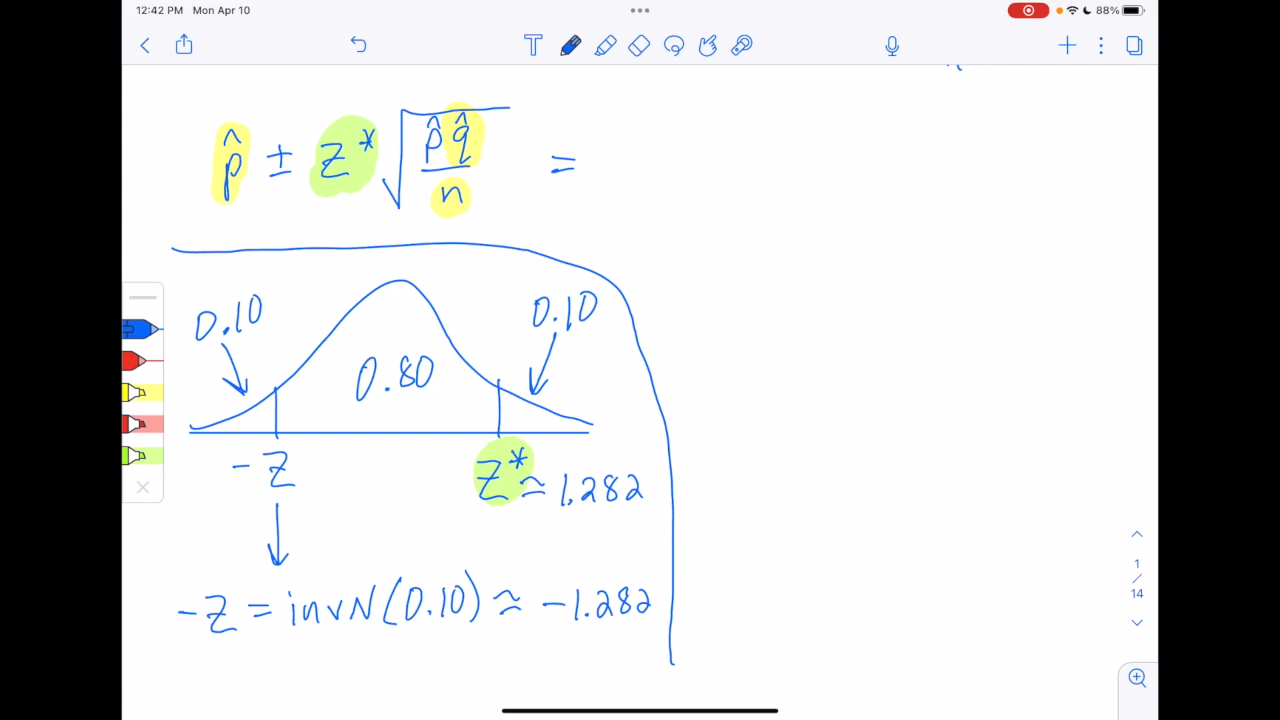 12:42 PM Mon Apr 10
88%
T
p̂ ± z* √(p̂q̂/n) =
0.10
0.10
0.80
-z
z* ≈ 1.282
-z = invN(0.10) ≈ -1.282
1
/
14